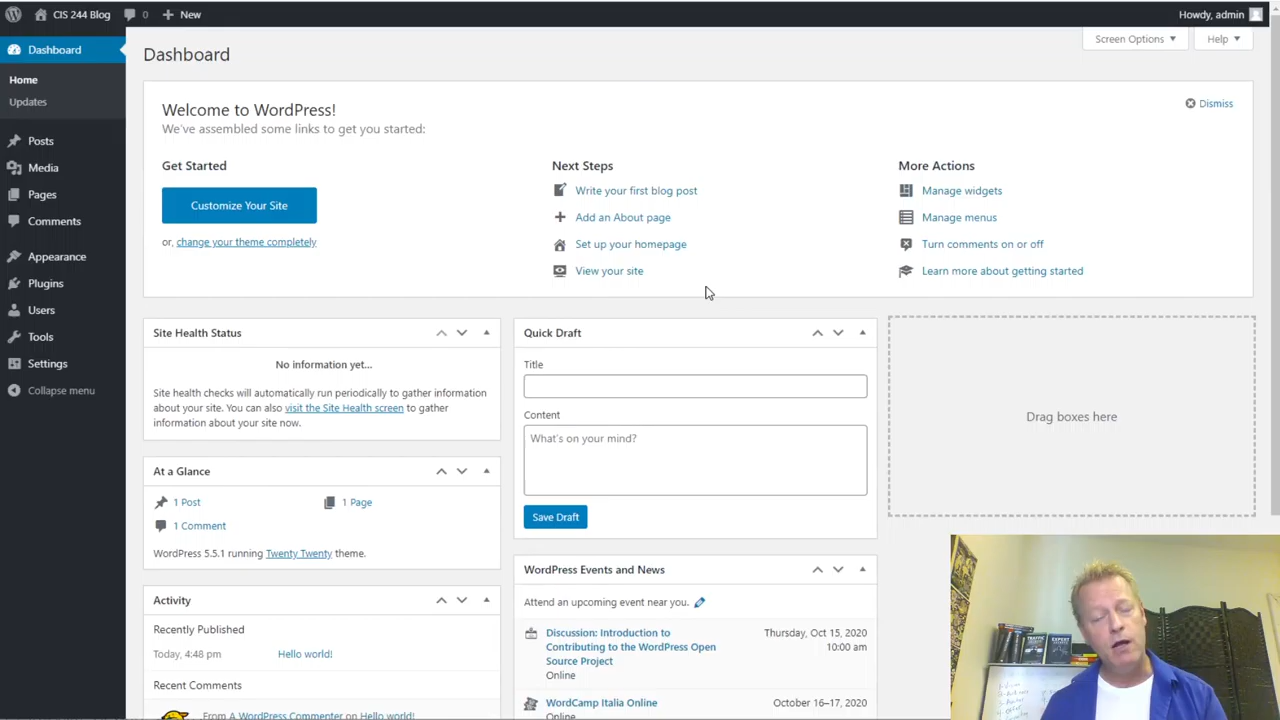 CIS 244 Blog
0
New
Howdy, admin
Dashboard
Home
Updates
Posts
Media
Pages
Comments
Appearance
Plugins
Users
Tools
Settings
Collapse menu
Screen Options
Help
Dashboard
Welcome to WordPress!
We've assembled some links to get you started:
Dismiss
Get Started
Customize Your Site
or, change your theme completely
Next Steps
Write your first blog post
Add an About page
Set up your homepage
View your site
More Actions
Manage widgets
Manage menus
Turn comments on or off
Learn more about getting started
Site Health Status
No information yet...
Site health checks will automatically run periodically to gather information
about your site. You can also visit the Site Health screen to gather
information about your site now.
At a Glance
1 Post
1 Page
1 Comment
WordPress 5.5.1 running Twenty Twenty theme.
Activity
Recently Published
Today, 4:48 pm
Hello world!
Recent Comments
From A WordPress Commenter on Hello world!
Quick Draft
Title
Content
What's on your mind?
Save Draft
WordPress Events and News
Attend an upcoming event near you.
Discussion: Introduction to
Contributing to the WordPress Open
Source Project
Online
Thursday, Oct 15, 2020
10:00 am
WordCamp Italia Online
Online
October 16–17, 2020
Drag boxes here
TRAFFIC
EXPERT